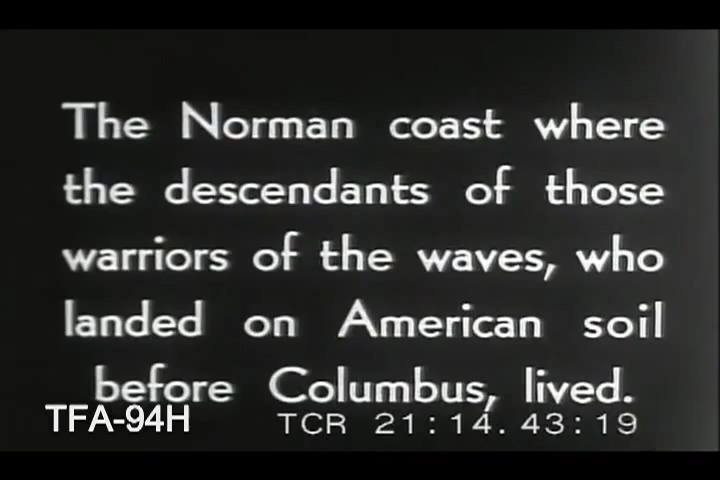 The Norman coast where
the descendants of those
warriors of the waves, who
landed on American soil
before Columbus, lived.
TFA-94H
TCR 21:14.43:19